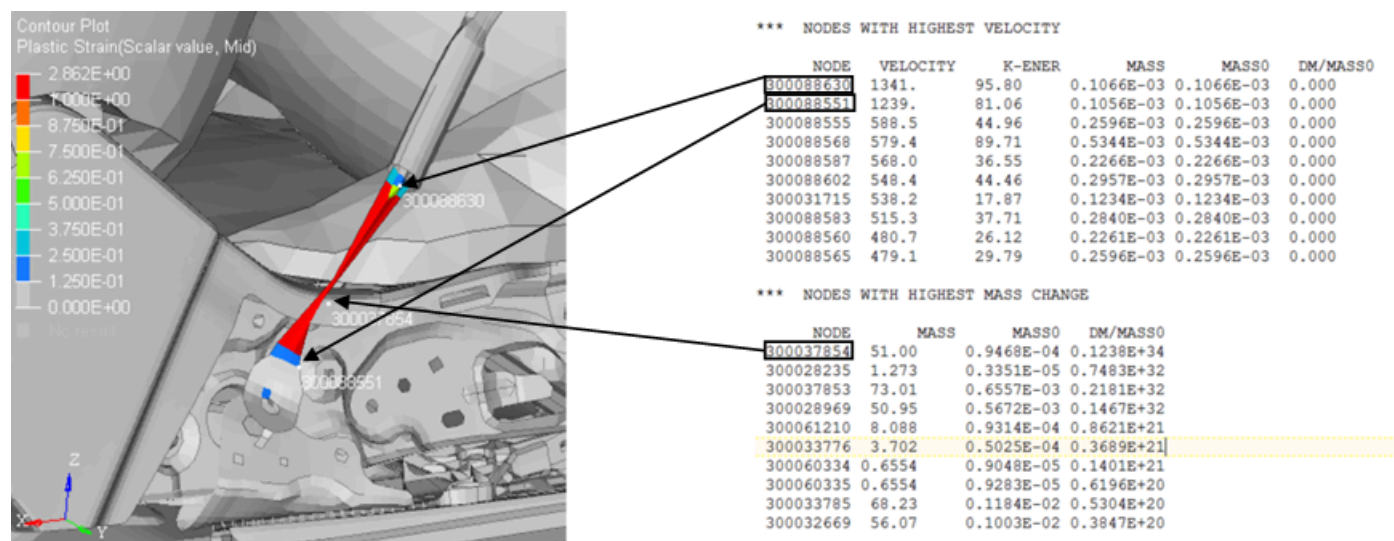 Contour Plot
Plastic Strain(Scalar value, Mid)
2.862E+00
1.000E+00
8.750E-01
7.500E-01
6.250E-01
5.000E-01
3.750E-01
2.500E-01
1.250E-01
0.000E+00
No result
300088630
300037854
300088551
Z
X
Y
*** NODES WITH HIGHEST VELOCITY
NODE VELOCITY K-ENER MASS MASS0 DM/MASS0
300088630 1341. 95.80 0.1066E-03 0.1066E-03 0.000
300088551 1239. 81.06 0.1056E-03 0.1056E-03 0.000
300088555 588.5 44.96 0.2596E-03 0.2596E-03 0.000
300088568 579.4 89.71 0.5344E-03 0.5344E-03 0.000
300088587 568.0 36.55 0.2266E-03 0.2266E-03 0.000
300088602 548.4 44.46 0.2957E-03 0.2957E-03 0.000
300031715 538.2 17.87 0.1234E-03 0.1234E-03 0.000
300088583 515.3 37.71 0.2840E-03 0.2840E-03 0.000
300088560 480.7 26.12 0.2261E-03 0.2261E-03 0.000
300088565 479.1 29.79 0.2596E-03 0.2596E-03 0.000
*** NODES WITH HIGHEST MASS CHANGE
NODE MASS MASS0 DM/MASS0
300037854 51.00 0.9468E-04 0.1238E+34
300028235 1.273 0.3351E-05 0.7483E+32
300037853 73.01 0.6557E-03 0.2181E+32
300028969 50.95 0.5672E-03 0.1467E+32
300061210 8.088 0.9314E-04 0.8621E+21
300033776 3.702 0.5025E-04 0.3689E+21
300060334 0.6554 0.9048E-05 0.1401E+21
300060335 0.6554 0.9283E-05 0.6196E+20
300033785 68.23 0.1184E-02 0.5304E+20
300032669 56.07 0.1003E-02 0.3847E+20